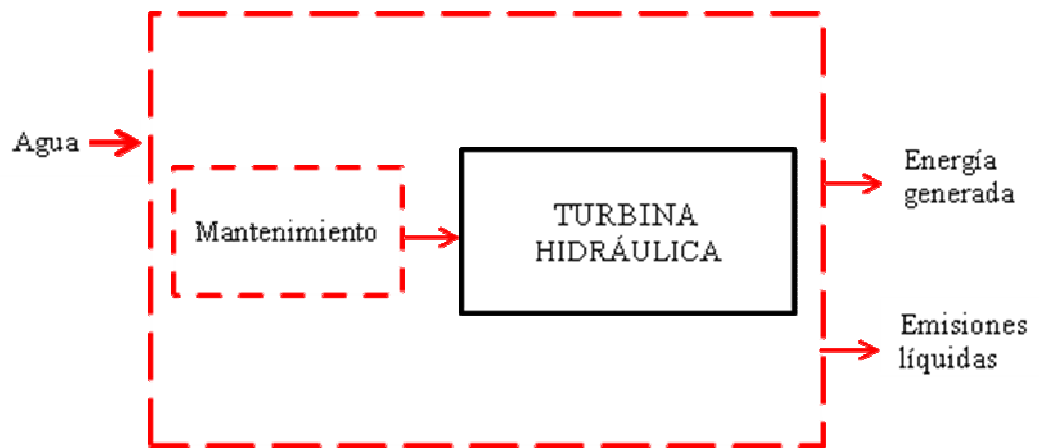 Agua
Mantenimiento
TURBINA
HIDRÁULICA
Energía
generada
Emisiones
líquidas